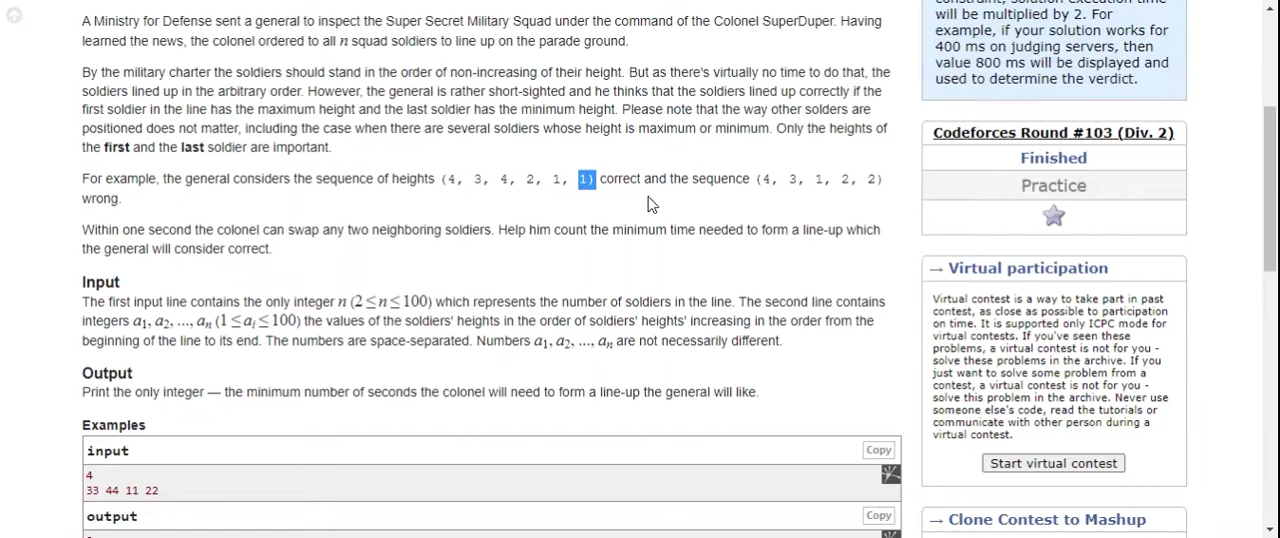 A Ministry for Defense sent a general to inspect the Super Secret Military Squad under the command of the Colonel SuperDuper. Having
learned the news, the colonel ordered to all n squad soldiers to line up on the parade ground.
By the military charter the soldiers should stand in the order of non-increasing of their height. But as there's virtually no time to do that, the
soldiers lined up in the arbitrary order. However, the general is rather short-sighted and he thinks that the soldiers lined up correctly if the
first soldier in the line has the maximum height and the last soldier has the minimum height. Please note that the way other solders are
positioned does not matter, including the case when there are several soldiers whose height is maximum or minimum. Only the heights of
the first and the last soldier are important.
For example, the general considers the sequence of heights (4, 3, 4, 2, 1, 1) correct and the sequence (4, 3, 1, 2, 2)
wrong.
Within one second the colonel can swap any two neighboring soldiers. Help him count the minimum time needed to form a line-up which
the general will consider correct.
Input
The first input line contains the only integer n (2 ≤ n ≤ 100) which represents the number of soldiers in the line. The second line contains
integers a1, a2, ..., an (1 ≤ ai ≤ 100) the values of the soldiers' heights in the order of soldiers' heights' increasing in the order from the
beginning of the line to its end. The numbers are space-separated. Numbers a1, a2, ..., an are not necessarily different.
Output
Print the only integer — the minimum number of seconds the colonel will need to form a line-up the general will like.
Examples
input
Copy
4
33 44 11 22
output
Copy
will be multiplied by 2. For
example, if your solution works for
400 ms on judging servers, then
value 800 ms will be displayed and
used to determine the verdict.
Codeforces Round #103 (Div. 2)
Finished
Practice
→ Virtual participation
Virtual contest is a way to take part in past
contest, as close as possible to participation
on time. It is supported only ICPC mode for
virtual contests. If you've seen these
problems, a virtual contest is not for you -
solve these problems in the archive. If you
just want to solve some problem from a
contest, a virtual contest is not for you -
solve this problem in the archive. Never use
someone else's code, read the tutorials or
communicate with other person during a
virtual contest.
Start virtual contest
→ Clone Contest to Mashup